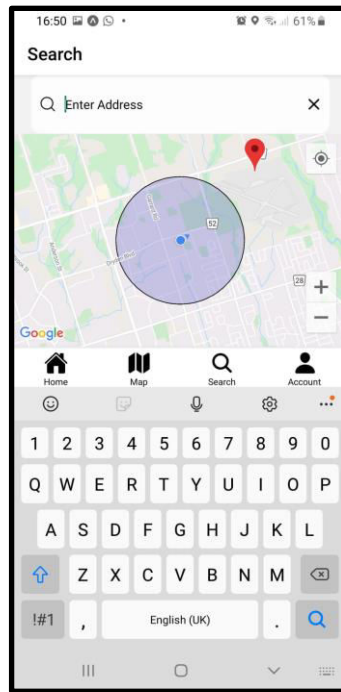 16:50 61%
Search
Enter Address
52
28
Google
Home Map Search Account
1 2 3 4 5 6 7 8 9 0
Q W E R T Y U I O P
A S D F G H J K L
Z X C V B N M
!#1 , English (UK) .